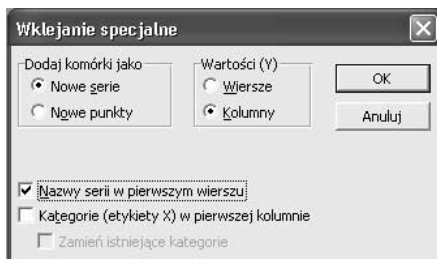 Wklejanie specjalne
Dodaj komórki jako
Nowe serie
Nowe punkty
Wartości (Y)
Wiersze
Kolumny
OK
Anuluj
Nazwy serii w pierwszym wierszu
Kategorie (etykiety X) w pierwszej kolumnie
Zamień istniejące kategorie